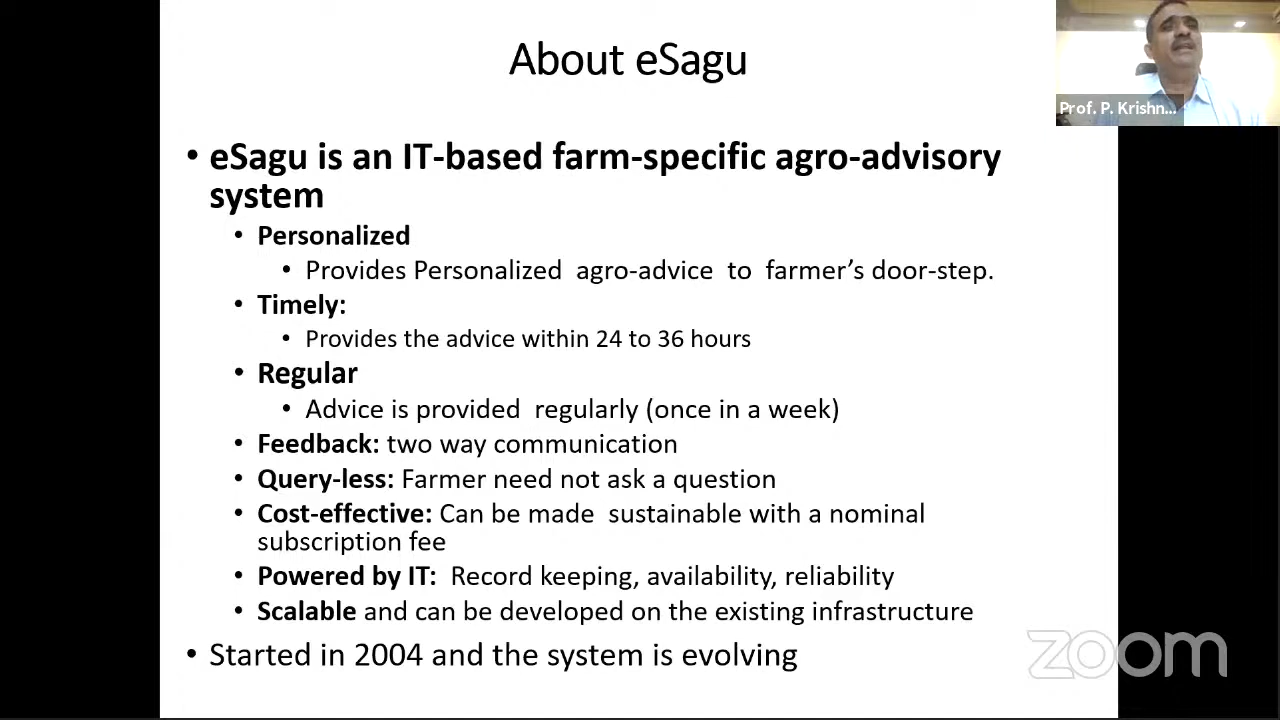 About eSagu
Prof. P. Krishn...
• eSagu is an IT-based farm-specific agro-advisory
system
• Personalized
• Provides Personalized agro-advice to farmer’s door-step.
• Timely:
• Provides the advice within 24 to 36 hours
• Regular
• Advice is provided regularly (once in a week)
• Feedback: two way communication
• Query-less: Farmer need not ask a question
• Cost-effective: Can be made sustainable with a nominal
subscription fee
• Powered by IT: Record keeping, availability, reliability
• Scalable and can be developed on the existing infrastructure
• Started in 2004 and the system is evolving
zoom